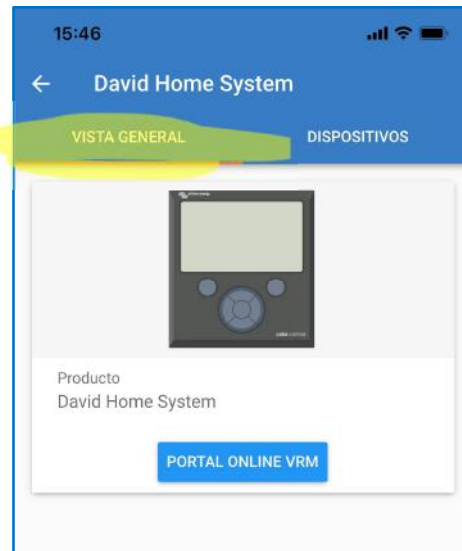 15:46
David Home System
VISTA GENERAL DISPOSITIVOS
Producto
David Home System
PORTAL ONLINE VRM